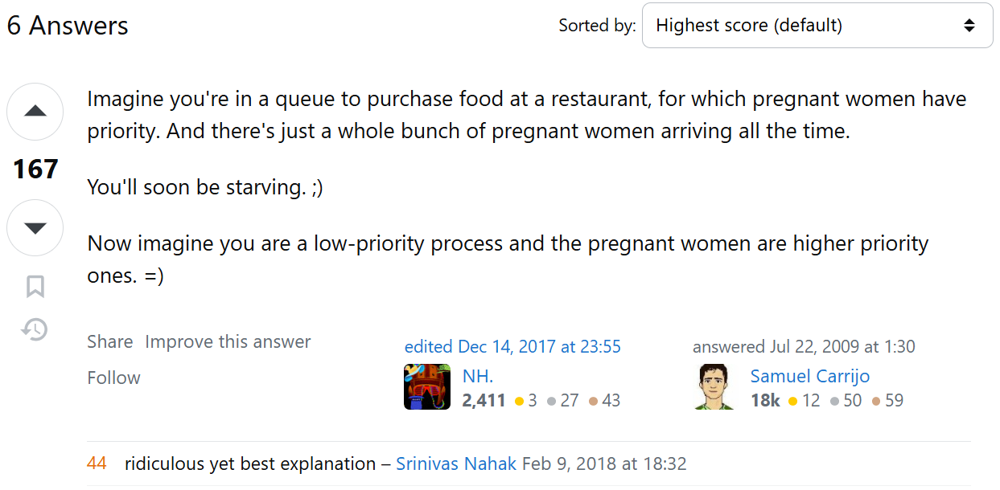 6 Answers
Sorted by: Highest score (default)
Imagine you're in a queue to purchase food at a restaurant, for which pregnant women have
priority. And there's just a whole bunch of pregnant women arriving all the time.
167
You'll soon be starving. ;)
Now imagine you are a low-priority process and the pregnant women are higher priority
ones. =)
Share Improve this answer
Follow
edited Dec 14, 2017 at 23:55
NH.
2,411 3 27 43
answered Jul 22, 2009 at 1:30
Samuel Carrijo
18k 12 50 59
44 ridiculous yet best explanation – Srinivas Nahak Feb 9, 2018 at 18:32